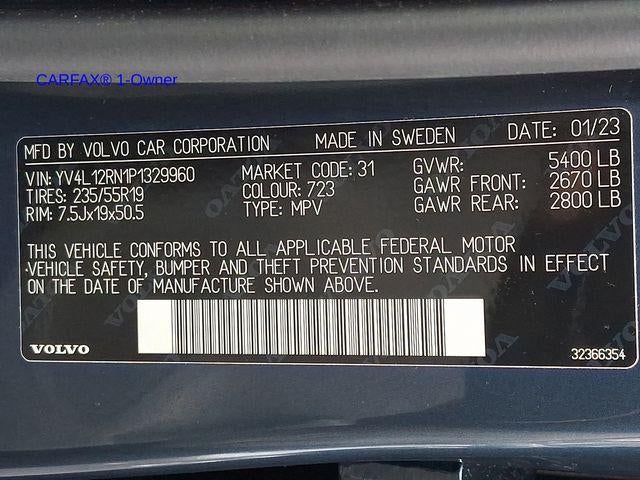 CARFAX® 1-Owner
MFD BY VOLVO CAR CORPORATION MADE IN SWEDEN DATE: 01/23
VIN: YV4L12RN1P1329960 MARKET CODE: 31 GVWR: 5400 LB
TIRES: 235/55R19 COLOUR: 723 GAWR FRONT: 2670 LB
RIM: 7.5Jx19x50.5 TYPE: MPV GAWR REAR: 2800 LB
THIS VEHICLE CONFORMS TO ALL APPLICABLE FEDERAL MOTOR
VEHICLE SAFETY, BUMPER AND THEFT PREVENTION STANDARDS IN EFFECT
ON THE DATE OF MANUFACTURE SHOWN ABOVE.
VOLVO 32366354